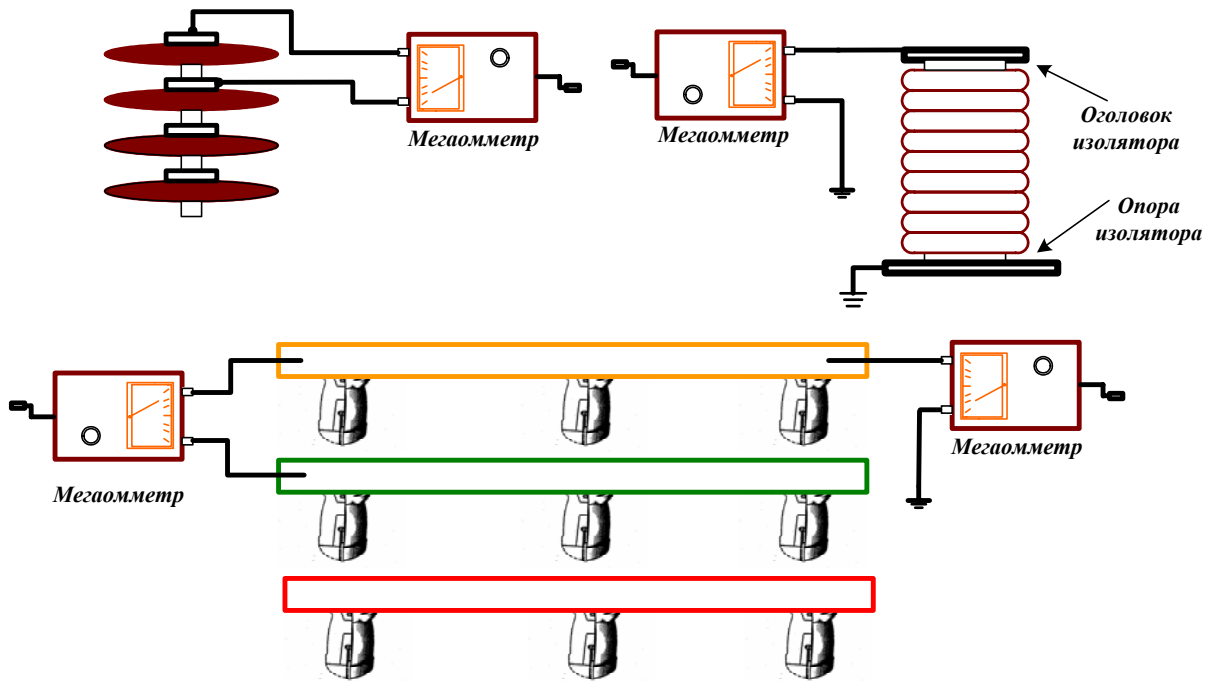 Мегаомметр
Мегаомметр
Оголовок
изолятора
Опора
изолятора
Мегаомметр
Мегаомметр